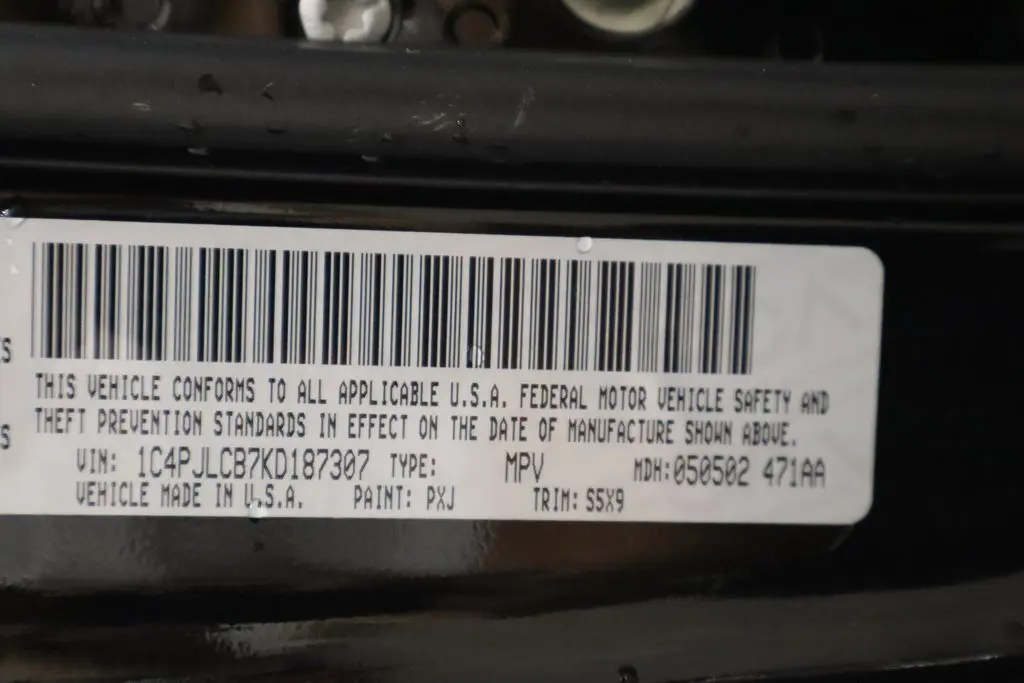 THIS VEHICLE CONFORMS TO ALL APPLICABLE U.S.A. FEDERAL MOTOR VEHICLE SAFETY AND
THEFT PREVENTION STANDARDS IN EFFECT ON THE DATE OF MANUFACTURE SHOWN ABOVE.
VIN: 1C4PJLCB7KD187307 TYPE: MPV MDH:050502 471AA
VEHICLE MADE IN U.S.A. PAINT: PXJ TRIM: S5X9